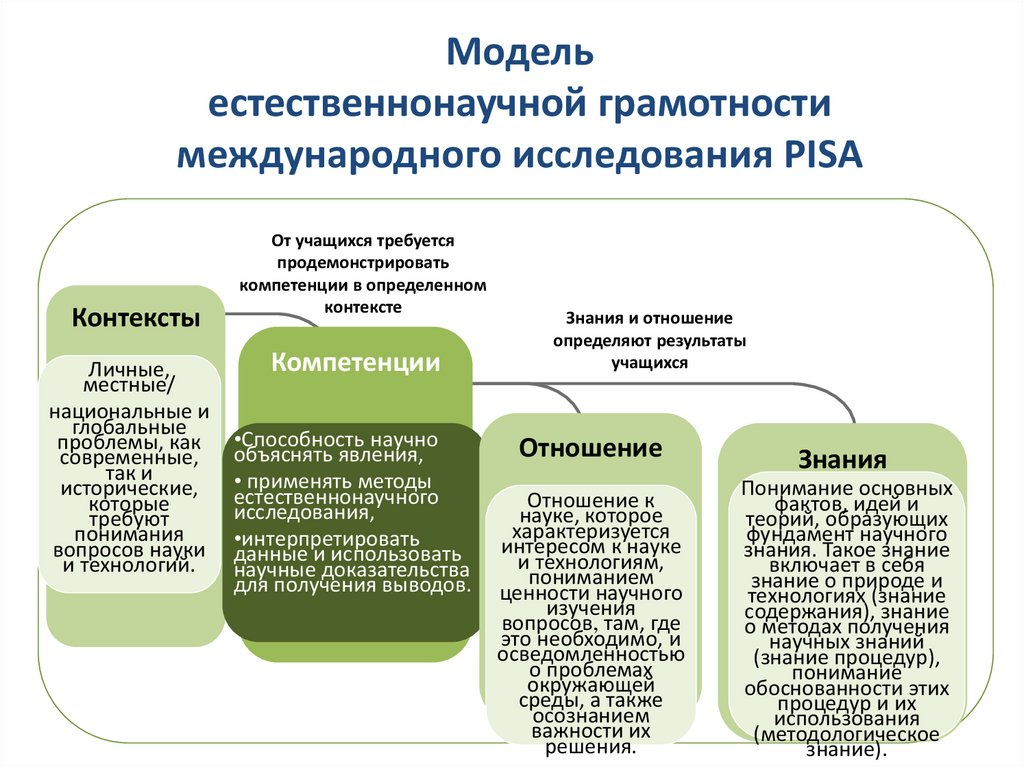 Модель
естественнонаучной грамотности
международного исследования PISA
От учащихся требуется
продемонстрировать
компетенции в определенном
контексте
Знания и отношение
определяют результаты
учащихся
Контексты
Личные,
местные/
национальные и
глобальные
проблемы, как
современные,
так и
исторические,
которые
требуют
понимания
вопросов науки
и технологий.
Компетенции
•Способность научно
объяснять явления,
• применять методы
естественнонаучного
исследования,
•интерпретировать
данные и использовать
научные доказательства
для получения выводов.
Отношение
Отношение к
науке, которое
характеризуется
интересом к науке
и технологиям,
пониманием
ценности научного
изучения
вопросов, там, где
это необходимо, и
осведомленностью
о проблемах
окружающей
среды, а также
осознанием
важности их
решения.
Знания
Понимание основных
фактов, идей и
теорий, образующих
фундамент научного
знания. Такое знание
включает в себя
знание о природе и
технологиях (знание
содержания), знание
о методах получения
научных знаний
(знание процедур),
понимание
обоснованности этих
процедур и их
использования
(методологическое
знание).